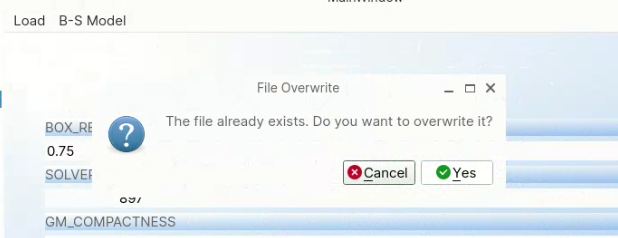 Load B-S Model
File Overwrite
The file already exists. Do you want to overwrite it?
BOX_RE
0.75
Cancel Yes
GM_COMPACTNESS